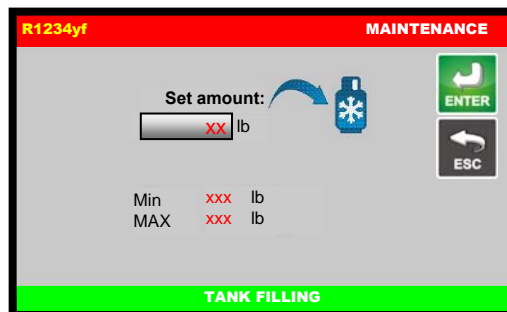 R1234yf MAINTENANCE
Set amount:
xx lb
ENTER
ESC
Min xxx lb
MAX xxx lb
TANK FILLING